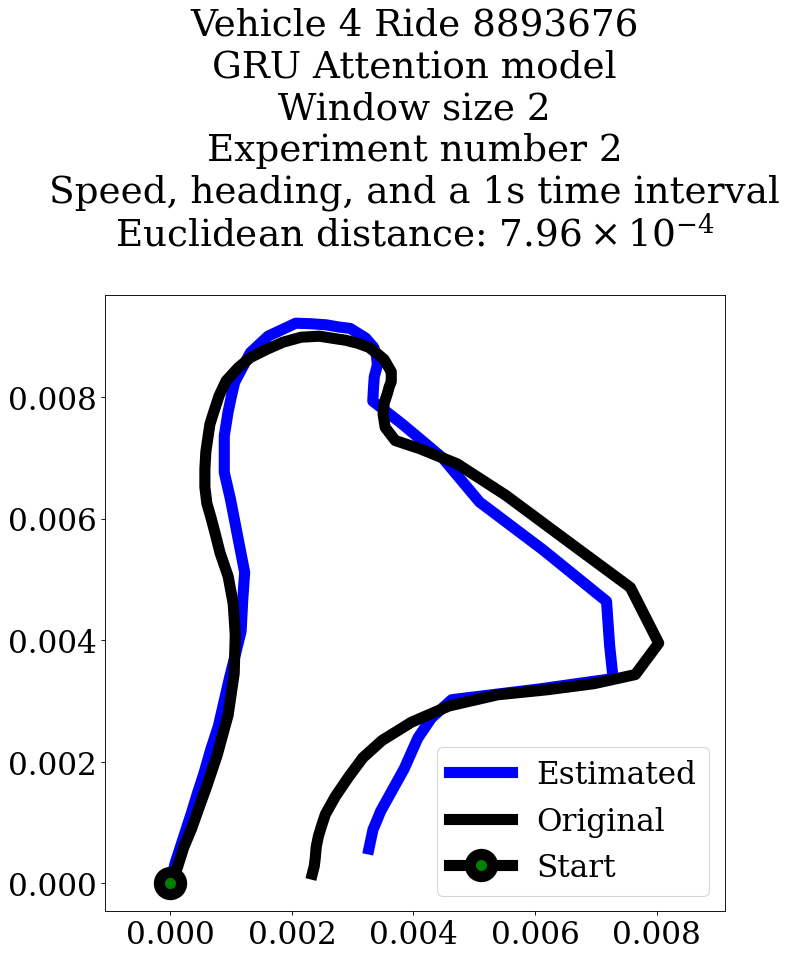 Vehicle 4 Ride 8893676
GRU Attention model
Window size 2
Experiment number 2
Speed, heading, and a 1s time interval
Euclidean distance: 7.96 × 10⁻⁴
0.008
0.006
0.004
0.002
0.000
Estimated
Original
Start
0.000 0.002 0.004 0.006 0.008